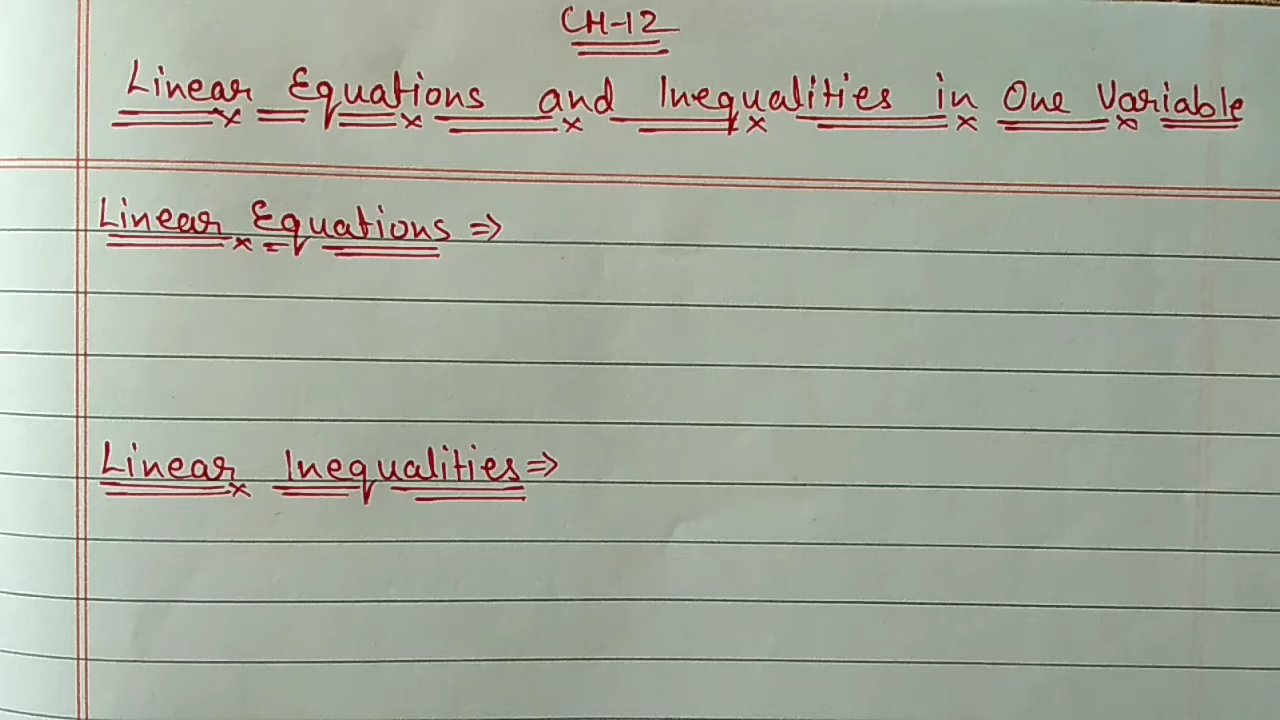 CH-12
Linear Equations and Inequalities in One Variable
Linear Equations ⇒
Linear Inequalities ⇒